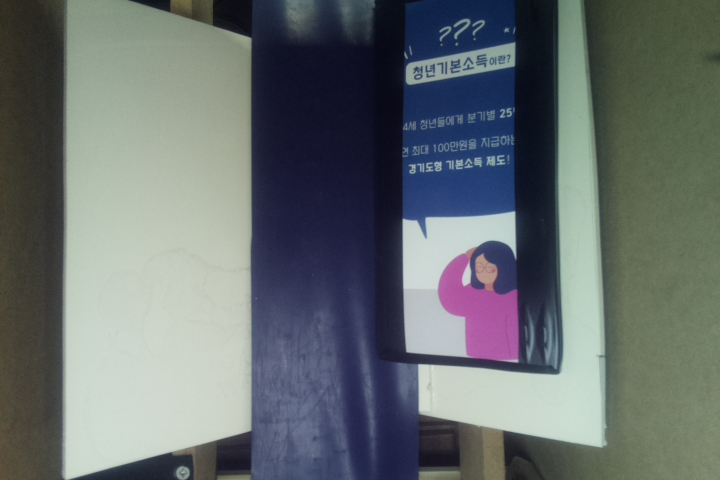 ???
청년기본소득이란?
4세 청년들에게 분기별 25
최대 100만원을 지급하는
경기도형 기본소득 제도!